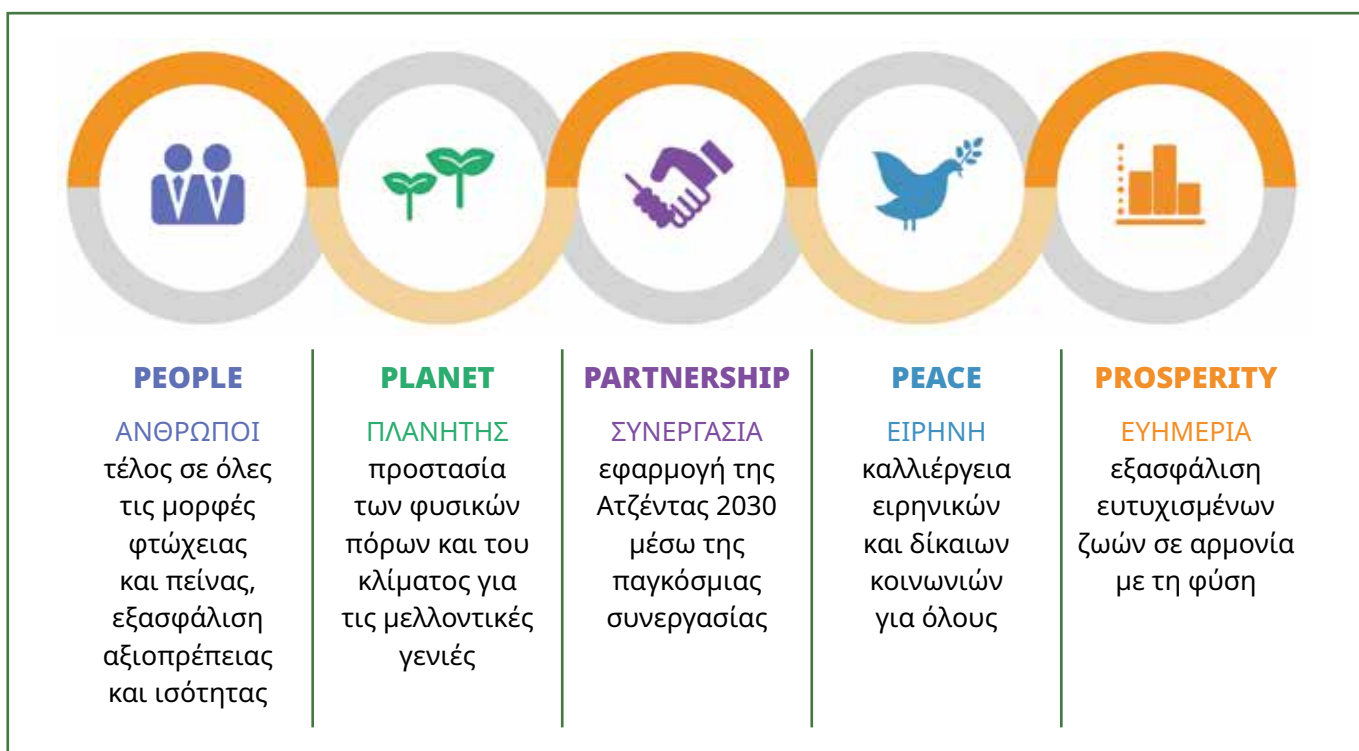 PEOPLE
ΑΝΘΡΩΠΟΙ
τέλος σε όλες
τις μορφές
φτώχειας
και πείνας,
εξασφάλιση
αξιοπρέπειας
και ισότητας
PLANET
ΠΛΑΝΗΤΗΣ
προστασία
των φυσικών
πόρων και του
κλίματος για
τις μελλοντικές
γενιές
PARTNERSHIP
ΣΥΝΕΡΓΑΣΙΑ
εφαρμογή της
Ατζέντας 2030
μέσω της
παγκόσμιας
συνεργασίας
PEACE
ΕΙΡΗΝΗ
καλλιέργεια
ειρηνικών
και δίκαιων
κοινωνιών
για όλους
PROSPERITY
ΕΥΗΜΕΡΙΑ
εξασφάλιση
ευτυχισμένων
ζωών σε αρμονία
με τη φύση